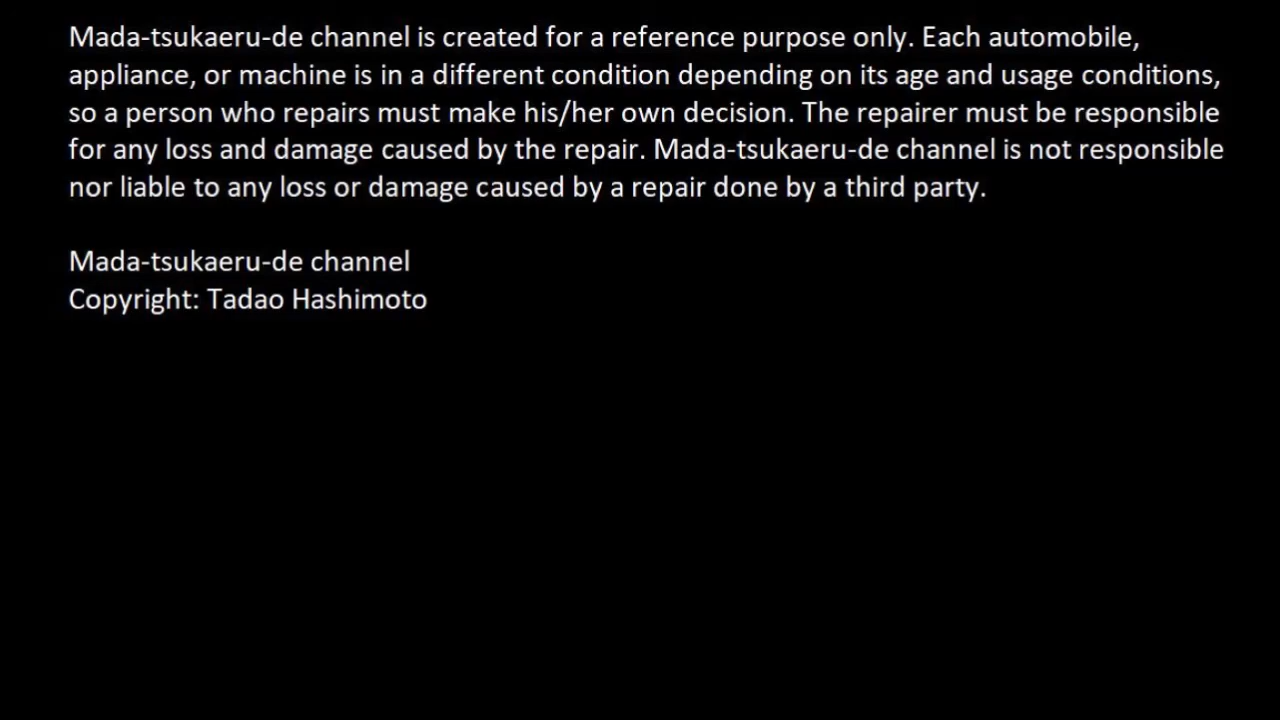 Mada-tsukaeru-de channel is created for a reference purpose only. Each automobile,
appliance, or machine is in a different condition depending on its age and usage conditions,
so a person who repairs must make his/her own decision. The repairer must be responsible
for any loss and damage caused by the repair. Mada-tsukaeru-de channel is not responsible
nor liable to any loss or damage caused by a repair done by a third party.
Mada-tsukaeru-de channel
Copyright: Tadao Hashimoto